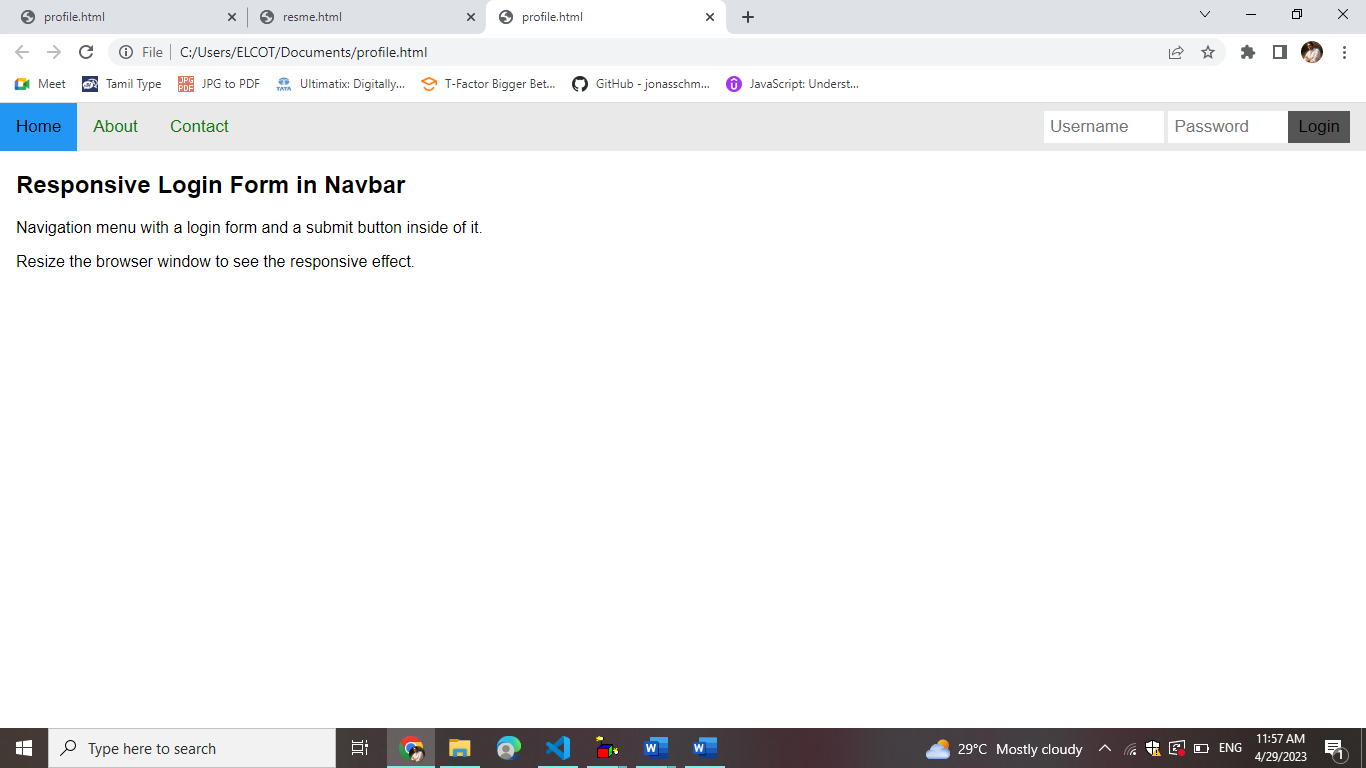 profile.html resme.html profile.html
File C:/Users/ELCOT/Documents/profile.html
Meet Tamil Type JPG to PDF Ultimatix: Digitally... T-Factor Bigger Bet... GitHub - jonasschm... JavaScript: Underst...
Home About Contact Username Password Login
Responsive Login Form in Navbar
Navigation menu with a login form and a submit button inside of it.
Resize the browser window to see the responsive effect.
Type here to search 29°C Mostly cloudy ENG 11:57 AM
4/29/2023 1